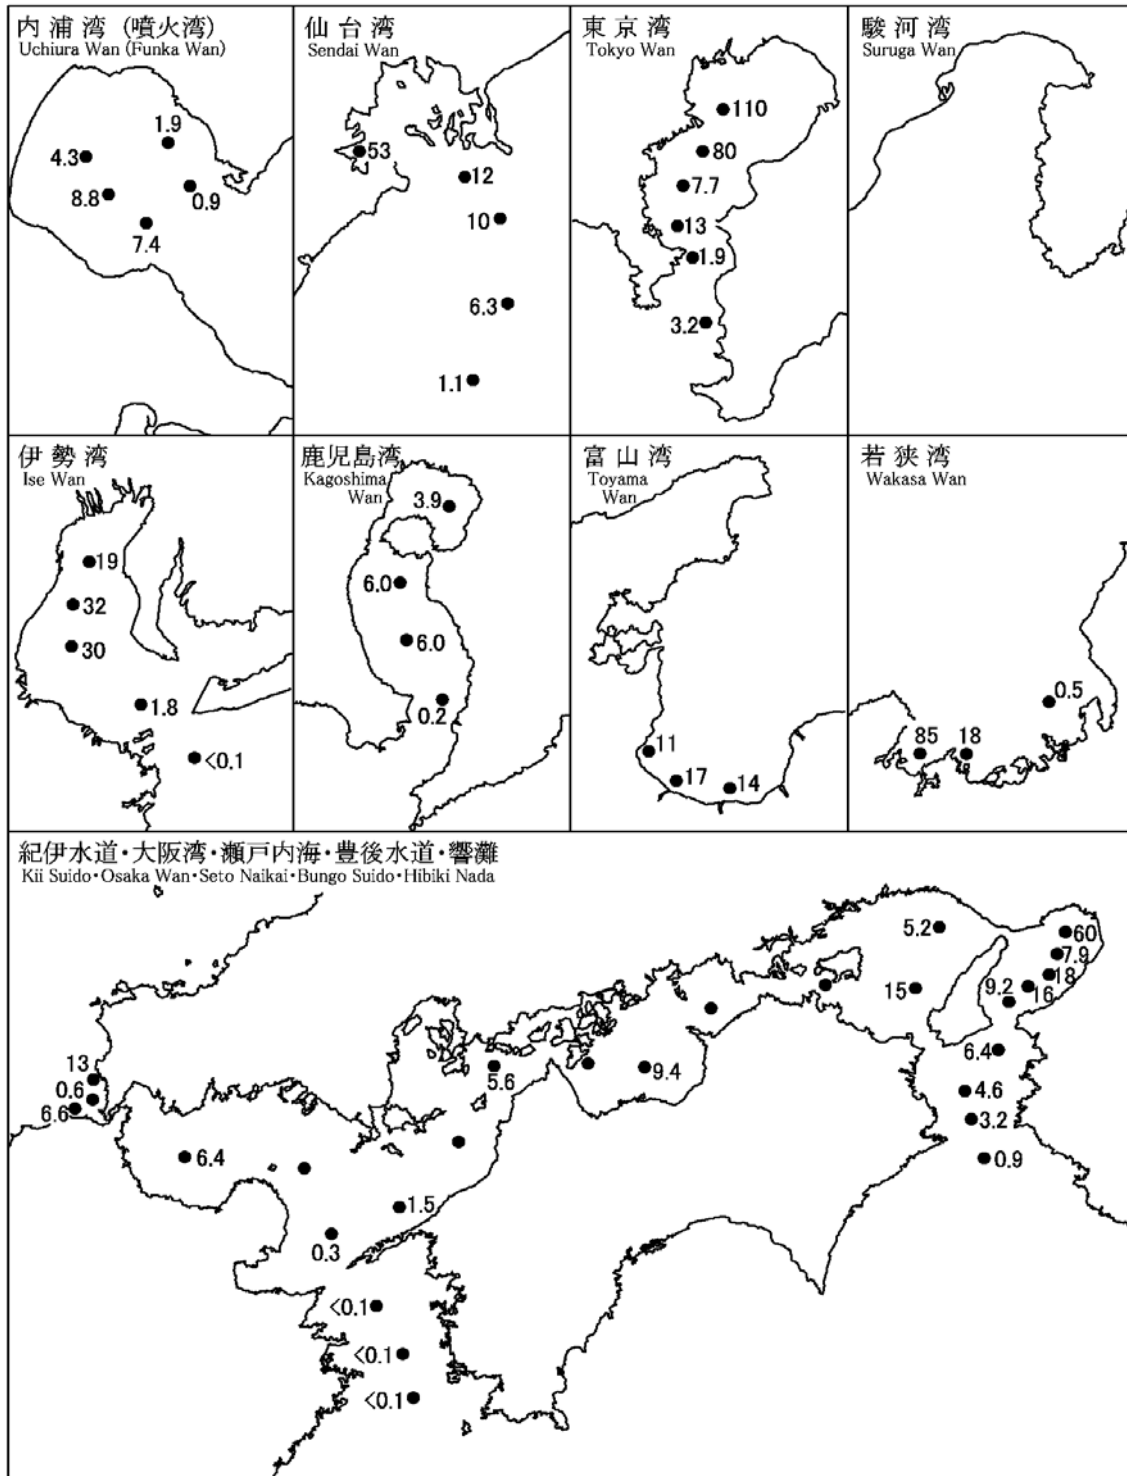 内浦湾 (噴火湾)
Uchiura Wan (Funka Wan)
1.9
4.3
8.8
0.9
7.4
仙台湾
Sendai Wan
53
12
10
6.3
1.1
東京湾
Tokyo Wan
110
80
7.7
13
1.9
3.2
駿河湾
Suruga Wan
伊勢湾
Ise Wan
19
32
30
1.8
<0.1
鹿児島湾
Kagoshima
Wan
3.9
6.0
6.0
0.2
富山湾
Toyama
Wan
11
17
14
若狭湾
Wakasa Wan
0.5
85
18
紀伊水道・大阪湾・瀬戸内海・豊後水道・響灘
Kii Suido・Osaka Wan・Seto Naikai・Bungo Suido・Hibiki Nada
5.2
60
7.9
18
16
9.2
15
6.4
4.6
3.2
0.9
9.4
5.6
13
0.6
6.6
6.4
1.5
0.3
<0.1
<0.1
<0.1